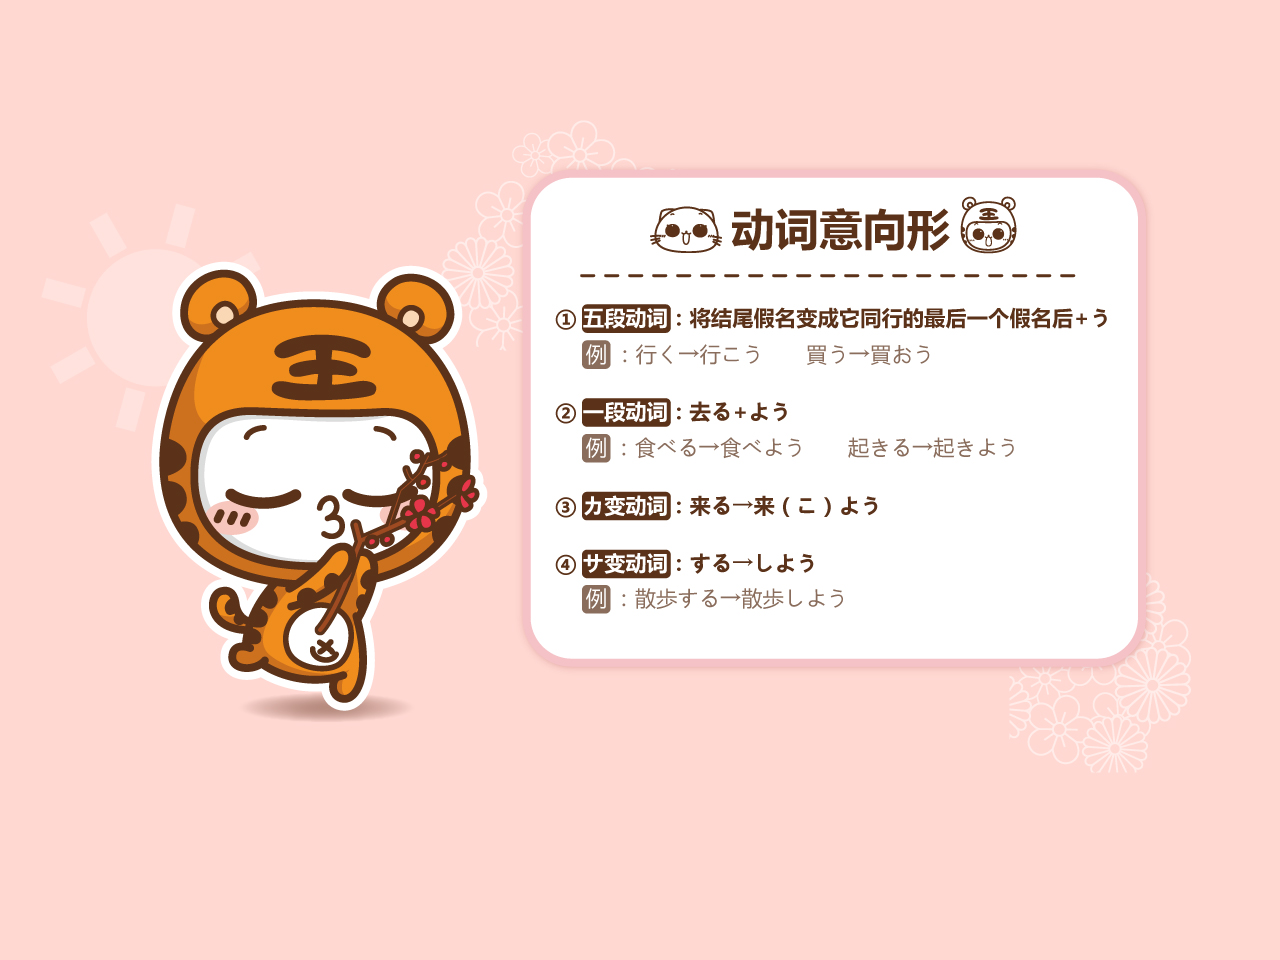 动词意向形
① 五段动词：将结尾假名变成它同行的最后一个假名后+う
例：行く→行こう 買う→買おう
② 一段动词：去る+よう
例：食べる→食べよう 起きる→起きよう
③ カ变动词：来る→来（こ）よう
④ サ变动词：する→しよう
例：散歩する→散歩しよう
王
王